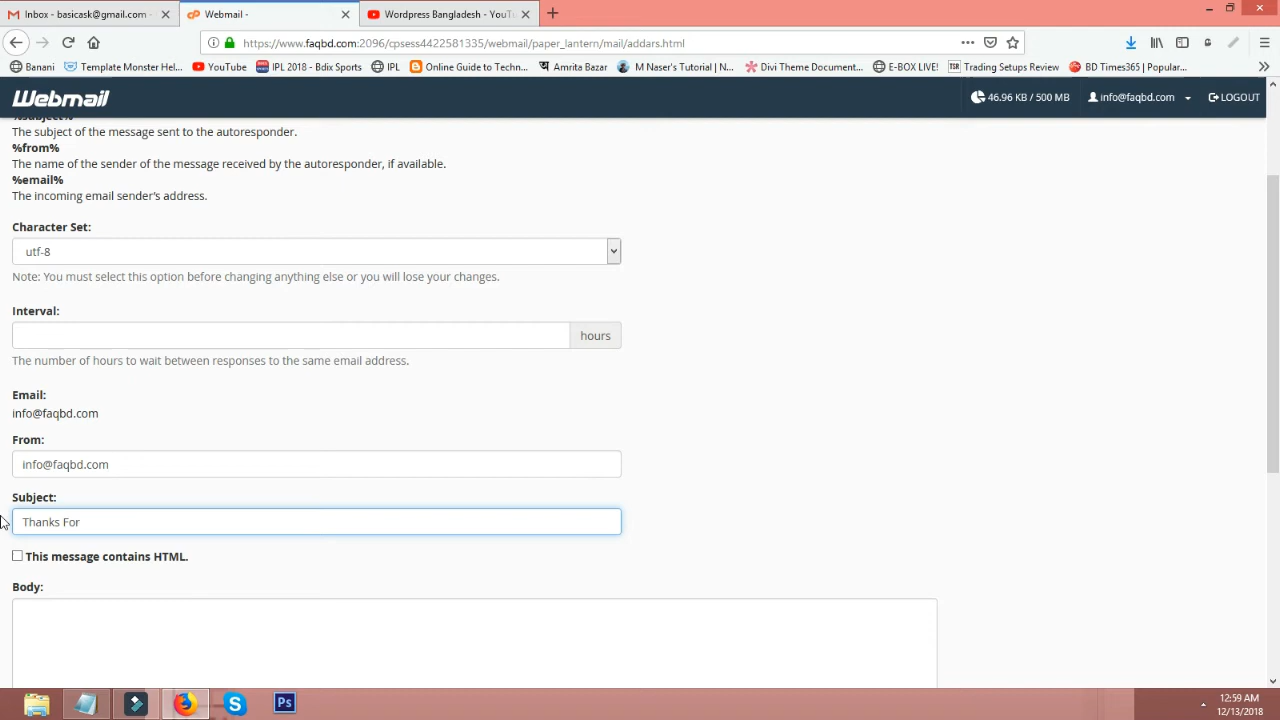 Inbox - basicask@gmail.com -
Webmail -
Wordpress Bangladesh - YouTu
https://www.faqbd.com:2096/cpsess4422581335/webmail/paper_lantern/mail/addars.html
Banani
Template Monster Hel...
YouTube
IPL 2018 - Bdix Sports
IPL
Online Guide to Techn...
Amrita Bazar
M Naser's Tutorial | N...
Divi Theme Document...
E-BOX LIVE!
Trading Setups Review
BD Times365 | Popular...
Webmail
46.96 KB / 500 MB
info@faqbd.com
LOGOUT
%subject%
The subject of the message sent to the autoresponder.
%from%
The name of the sender of the message received by the autoresponder, if available.
%email%
The incoming email sender's address.
Character Set:
utf-8
Note: You must select this option before changing anything else or you will lose your changes.
Interval:
hours
The number of hours to wait between responses to the same email address.
Email:
info@faqbd.com
From:
info@faqbd.com
Subject:
Thanks For
This message contains HTML.
Body:
12:59 AM
12/13/2018